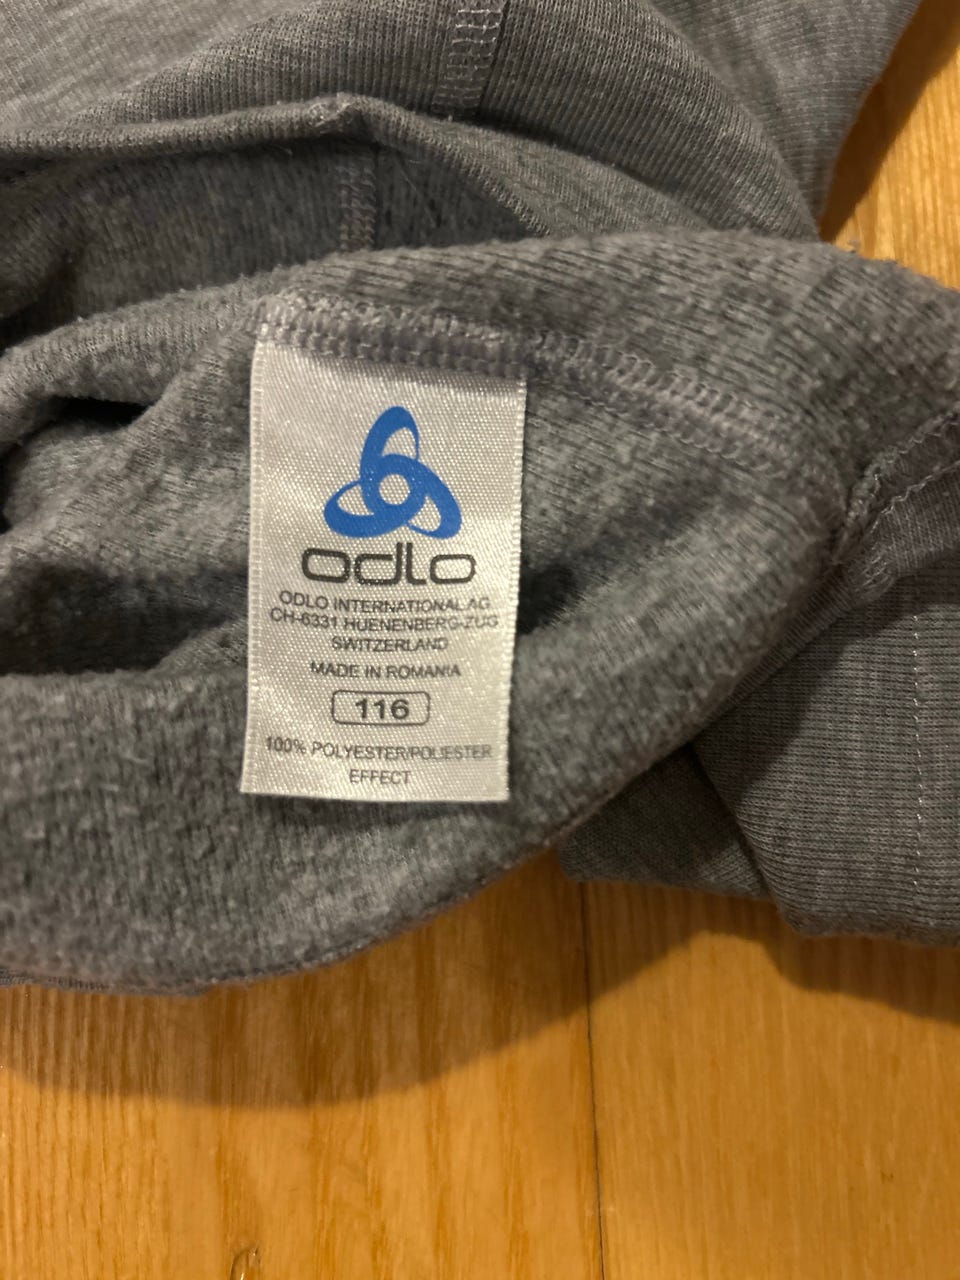 odlo
ODLO INTERNATIONAL AG
CH-6331 HUENENBERG-ZUG
SWITZERLAND
MADE IN ROMANIA
116
100% POLYESTER/POLIESTER
EFFECT